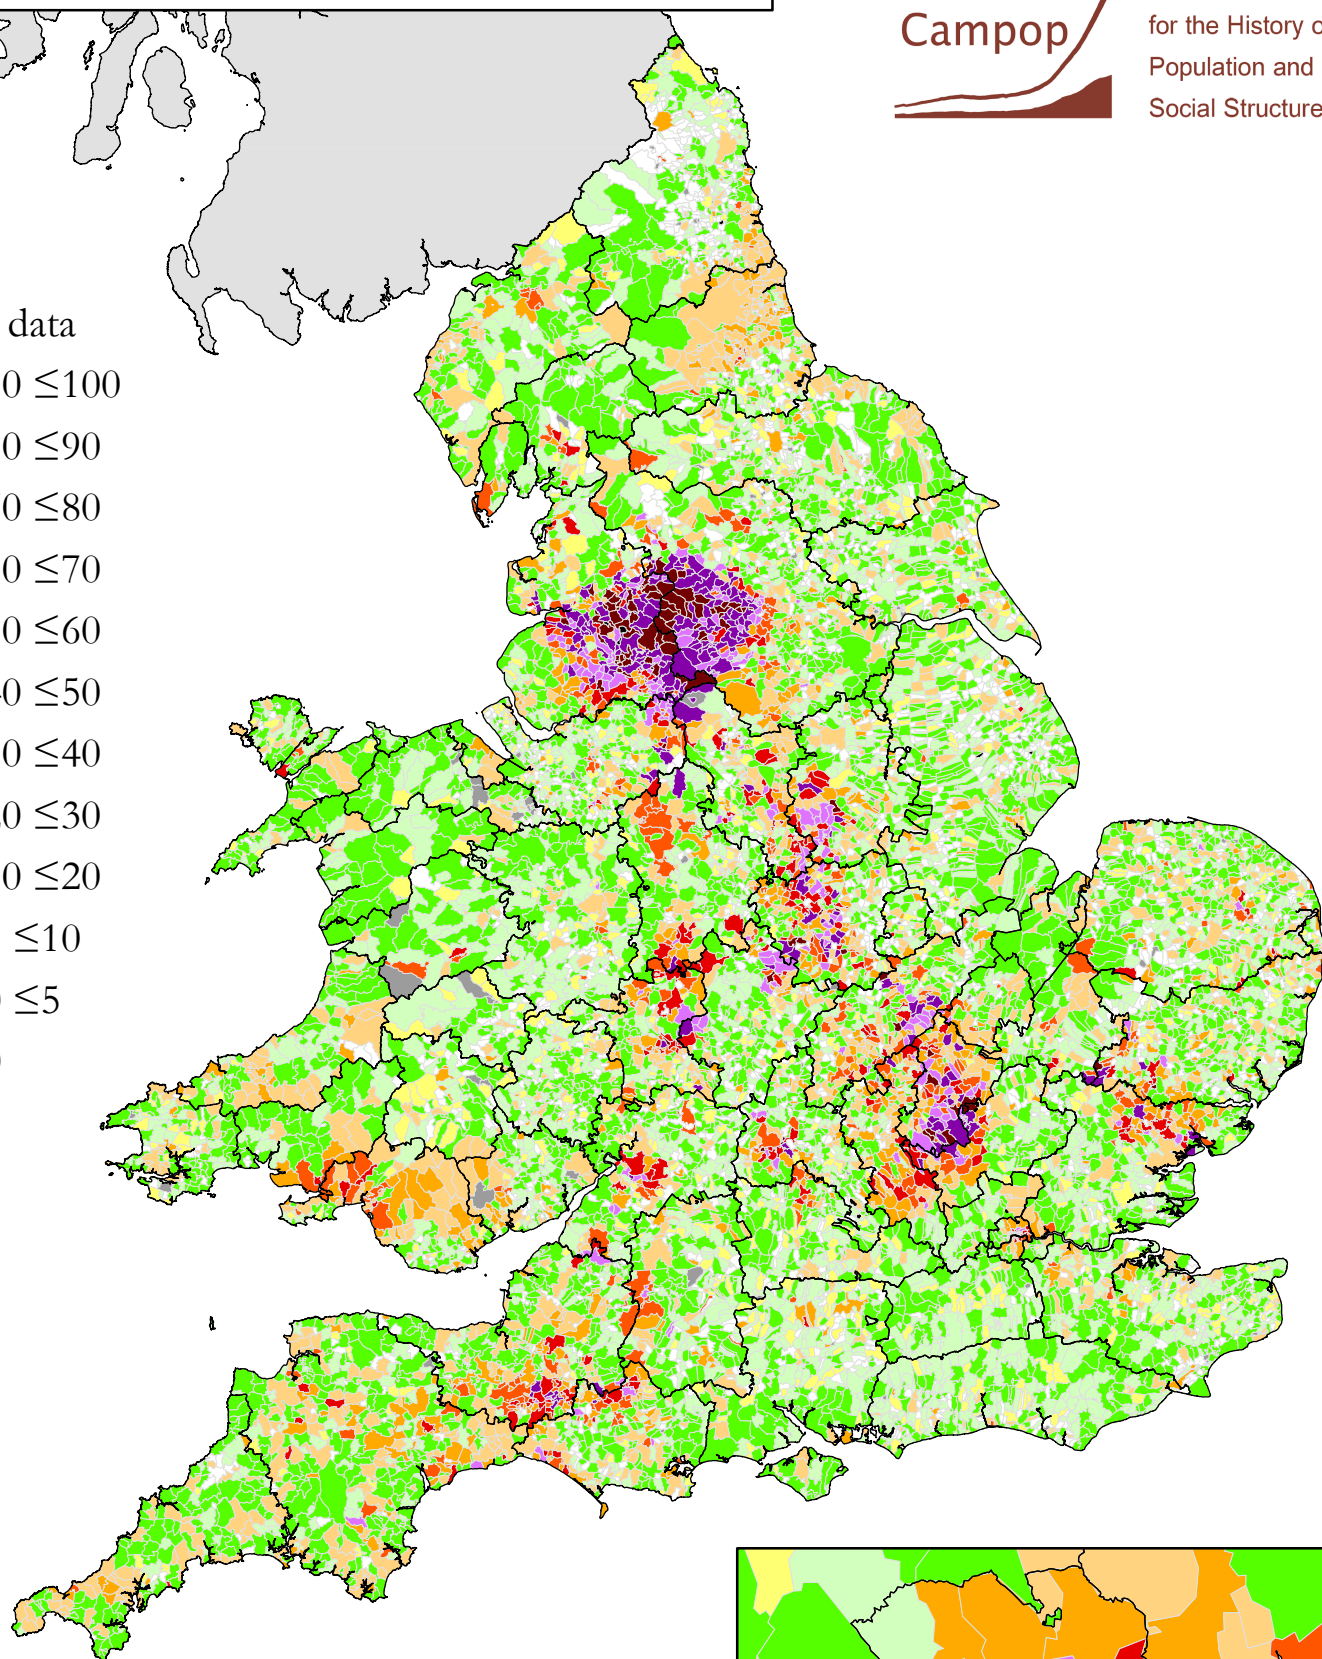 Campop
for the History o
Population and
Social Structure
data
0 ≤100
0 ≤90
0 ≤80
0 ≤70
0 ≤60
0 ≤50
0 ≤40
0 ≤30
0 ≤20
≤10
≤5